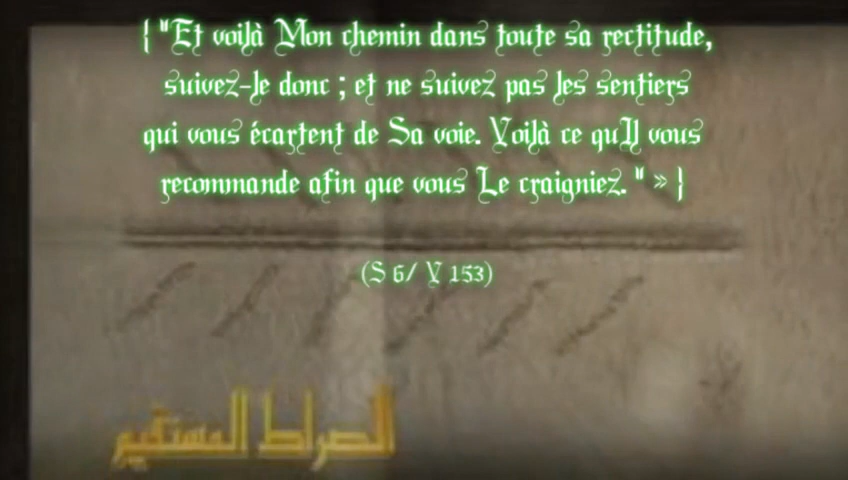 { "Et voilà Mon chemin dans toute sa rectitude,
suivez-le donc ; et ne suivez pas les sentiers
qui vous écartent de Sa voie. Voilà ce qu'Il vous
recommande afin que vous Le craigniez. " » }
(S 6/ V 153)
الصراط المستقيم